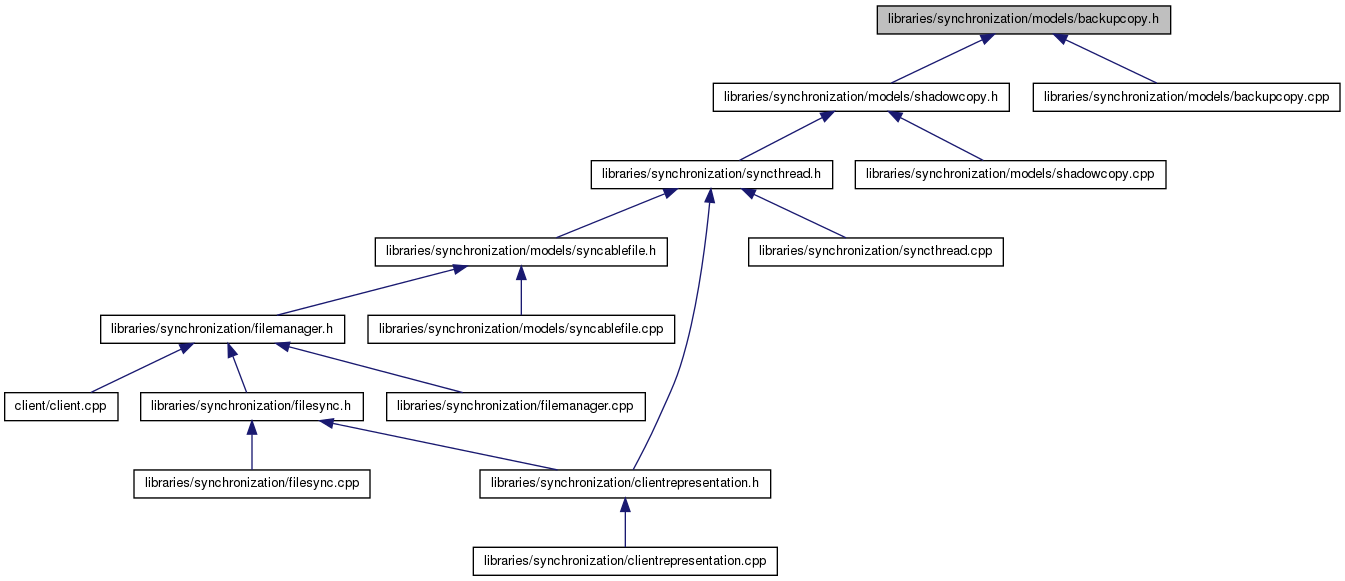 libraries/synchronization/models/backupcopy.h
libraries/synchronization/models/shadowcopy.h
libraries/synchronization/models/backupcopy.cpp
libraries/synchronization/syncthread.h
libraries/synchronization/models/shadowcopy.cpp
libraries/synchronization/models/syncablefile.h
libraries/synchronization/syncthread.cpp
libraries/synchronization/filemanager.h
libraries/synchronization/models/syncablefile.cpp
client/client.cpp
libraries/synchronization/filesync.h
libraries/synchronization/filemanager.cpp
libraries/synchronization/filesync.cpp
libraries/synchronization/clientrepresentation.h
libraries/synchronization/clientrepresentation.cpp